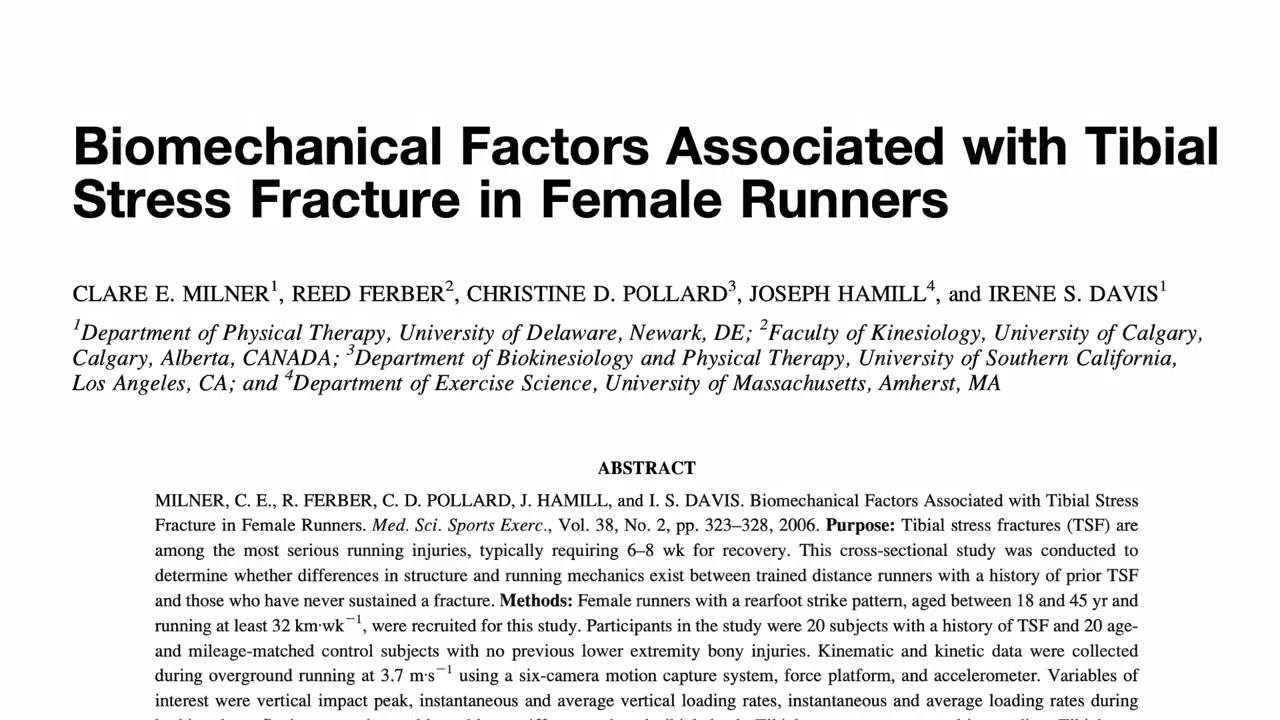 Biomechanical Factors Associated with Tibial
Stress Fracture in Female Runners
CLARE E. MILNER1, REED FERBER2, CHRISTINE D. POLLARD3, JOSEPH HAMILL4, and IRENE S. DAVIS1
1Department of Physical Therapy, University of Delaware, Newark, DE; 2Faculty of Kinesiology, University of Calgary,
Calgary, Alberta, CANADA; 3Department of Biokinesiology and Physical Therapy, University of Southern California,
Los Angeles, CA; and 4Department of Exercise Science, University of Massachusetts, Amherst, MA
ABSTRACT
MILNER, C. E., R. FERBER, C. D. POLLARD, J. HAMILL, and I. S. DAVIS. Biomechanical Factors Associated with Tibial Stress
Fracture in Female Runners. Med. Sci. Sports Exerc., Vol. 38, No. 2, pp. 323–328, 2006. Purpose: Tibial stress fractures (TSF) are
among the most serious running injuries, typically requiring 6–8 wk for recovery. This cross-sectional study was conducted to
determine whether differences in structure and running mechanics exist between trained distance runners with a history of prior TSF
and those who have never sustained a fracture. Methods: Female runners with a rearfoot strike pattern, aged between 18 and 45 yr and
running at least 32 km·wk−1, were recruited for this study. Participants in the study were 20 subjects with a history of TSF and 20 age-
and mileage-matched control subjects with no previous lower extremity bony injuries. Kinematic and kinetic data were collected
during overground running at 3.7 m·s−1 using a six-camera motion capture system, force platform, and accelerometer. Variables of
interest were vertical impact peak, instantaneous and average vertical loading rates, instantaneous and average loading rates during